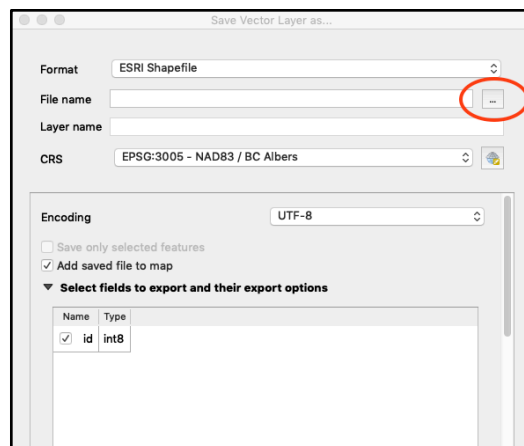 Save Vector Layer as...
Format ESRI Shapefile
File name ...
Layer name
CRS EPSG:3005 - NAD83 / BC Albers
Encoding UTF-8
Save only selected features
Add saved file to map
Select fields to export and their export options
Name Type
id int8